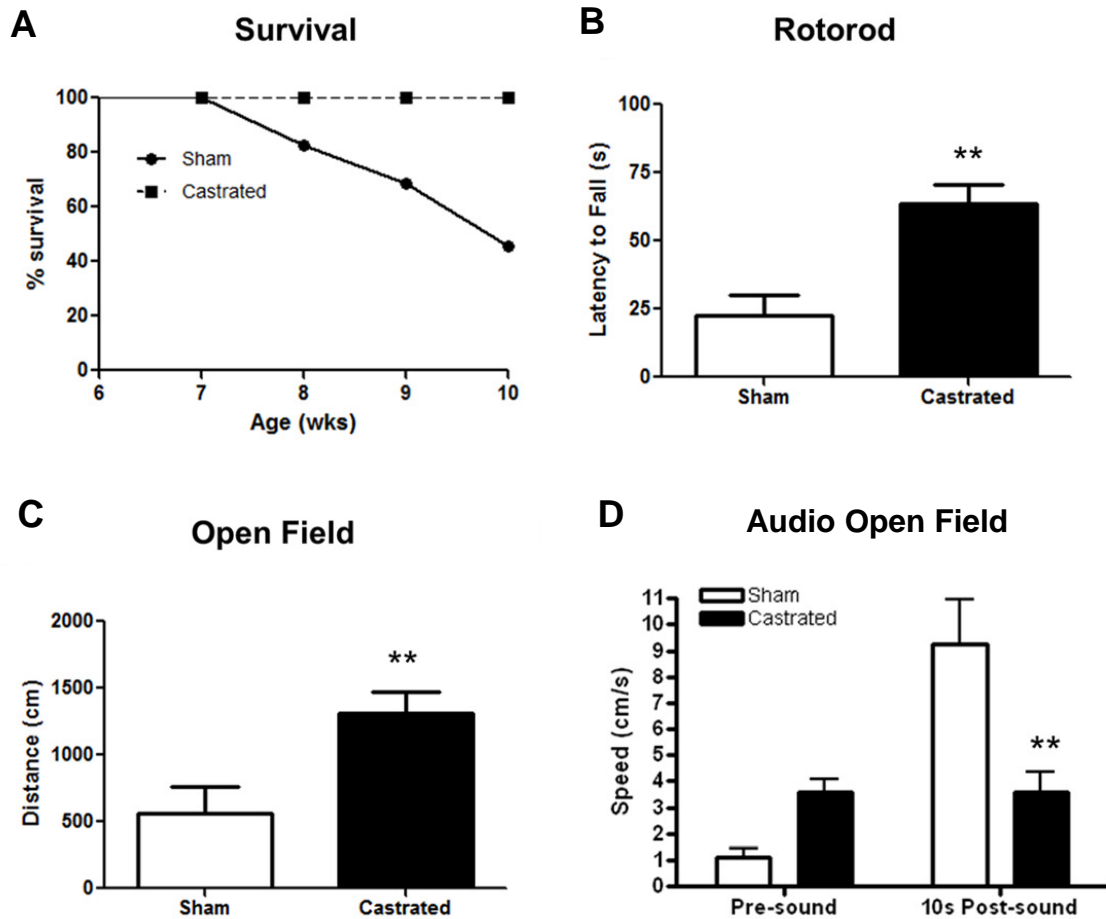 A
Survival
% survival
100
80
60
40
20
0
Sham
Castrated
6 7 8 9 10
Age (wks)
B
Rotorod
Latency to Fall (s)
100
75
50
25
0
**
Sham Castrated
C
Open Field
Distance (cm)
2000
1500
1000
500
0
**
Sham Castrated
D
Audio Open Field
Speed (cm/s)
11
10
9
8
7
6
5
4
3
2
1
0
Sham
Castrated
**
Pre-sound 10s Post-sound